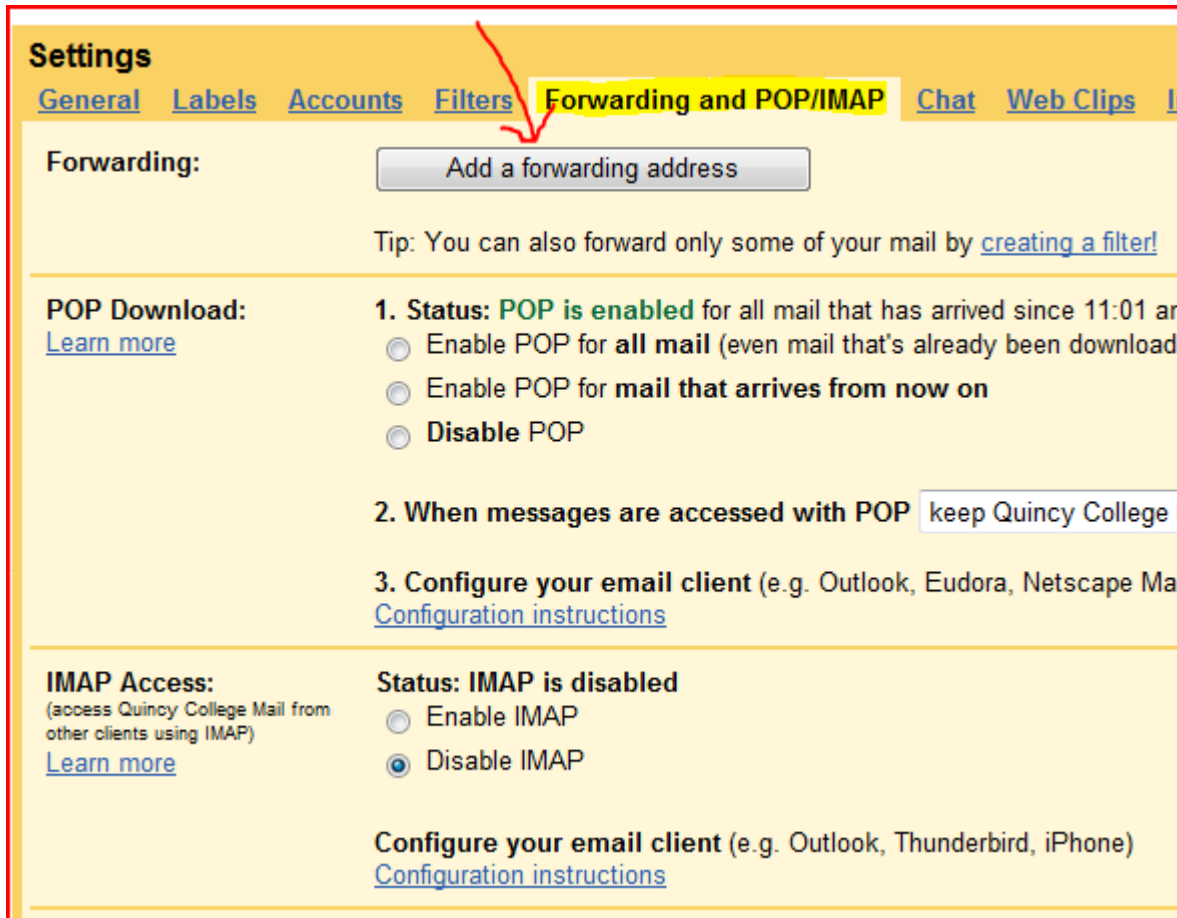 Settings
General Labels Accounts Filters Forwarding and POP/IMAP Chat Web Clips
Forwarding: Add a forwarding address
Tip: You can also forward only some of your mail by creating a filter!
POP Download: 1. Status: POP is enabled for all mail that has arrived since 11:01
Learn more Enable POP for all mail (even mail that's already been download
Enable POP for mail that arrives from now on
Disable POP
2. When messages are accessed with POP keep Quincy College
3. Configure your email client (e.g. Outlook, Eudora, Netscape Ma
Configuration instructions
IMAP Access: Status: IMAP is disabled
(access Quincy College Mail from
other clients using IMAP)
Enable IMAP
Learn more Disable IMAP
Configure your email client (e.g. Outlook, Thunderbird, iPhone)
Configuration instructions